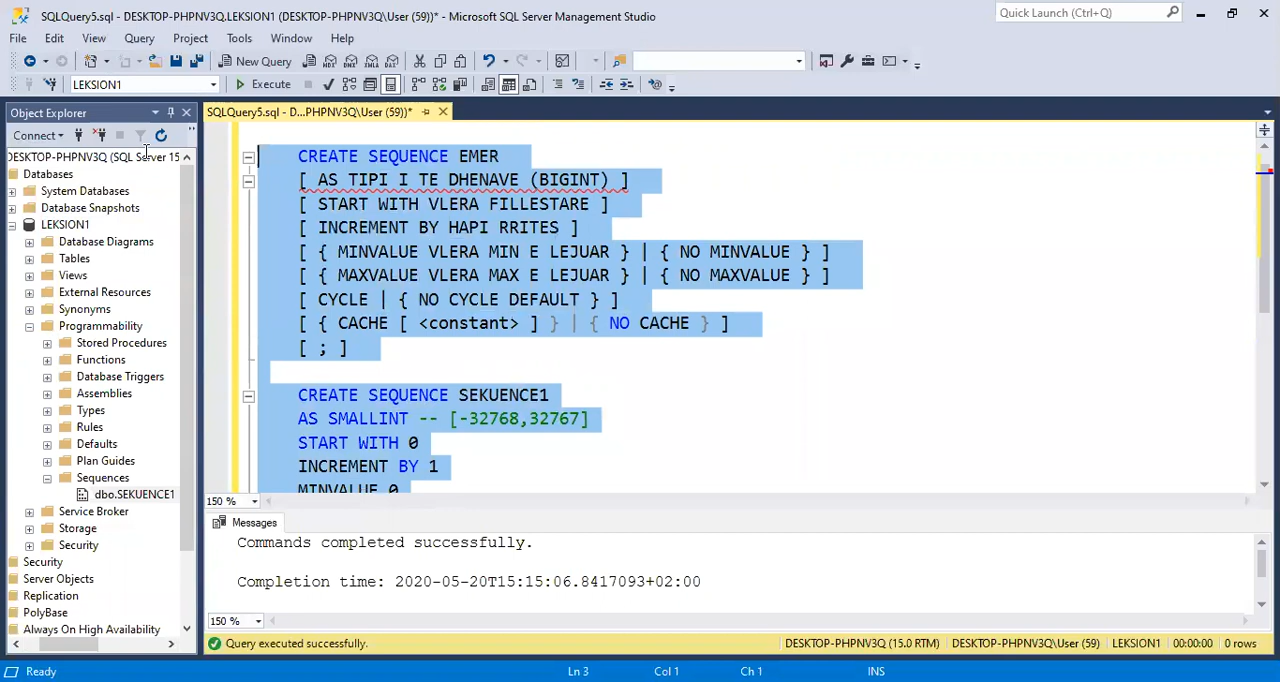 SQLQuery5.sql - DESKTOP-PHPNV3Q.LEKSION1 (DESKTOP-PHPNV3Q\User (59))* - Microsoft SQL Server Management Studio
Quick Launch (Ctrl+Q)
File Edit View Query Project Tools Window Help
New Query MDX DMX XMLA DAX
LEKSION1 Execute
Object Explorer
SQLQuery5.sql - D...PHPNV3Q\User (59))*
Connect
DESKTOP-PHPNV3Q (SQL Server 15
Databases
System Databases
Database Snapshots
LEKSION1
Database Diagrams
Tables
Views
External Resources
Synonyms
Programmability
Stored Procedures
Functions
Database Triggers
Assemblies
Types
Rules
Defaults
Plan Guides
Sequences
dbo.SEKUENCE1
Service Broker
Storage
Security
Security
Server Objects
Replication
PolyBase
Always On High Availability
CREATE SEQUENCE EMER
[ AS TIPI I TE DHENAVE (BIGINT) ]
[ START WITH VLERA FILLESTARE ]
[ INCREMENT BY HAPI RRITES ]
[ { MINVALUE VLERA MIN E LEJUAR } | { NO MINVALUE } ]
[ { MAXVALUE VLERA MAX E LEJUAR } | { NO MAXVALUE } ]
[ CYCLE | { NO CYCLE DEFAULT } ]
[ { CACHE [ <constant> ] } | { NO CACHE } ]
[ ; ]
CREATE SEQUENCE SEKUENCE1
AS SMALLINT -- [-32768,32767]
START WITH 0
INCREMENT BY 1
MINVALUE 0
150 %
Messages
Commands completed successfully.
Completion time: 2020-05-20T15:15:06.8417093+02:00
150 %
Query executed successfully. DESKTOP-PHPNV3Q (15.0 RTM) DESKTOP-PHPNV3Q\User (59) LEKSION1 00:00:00 0 rows
Ready Ln 3 Col 1 Ch 1 INS